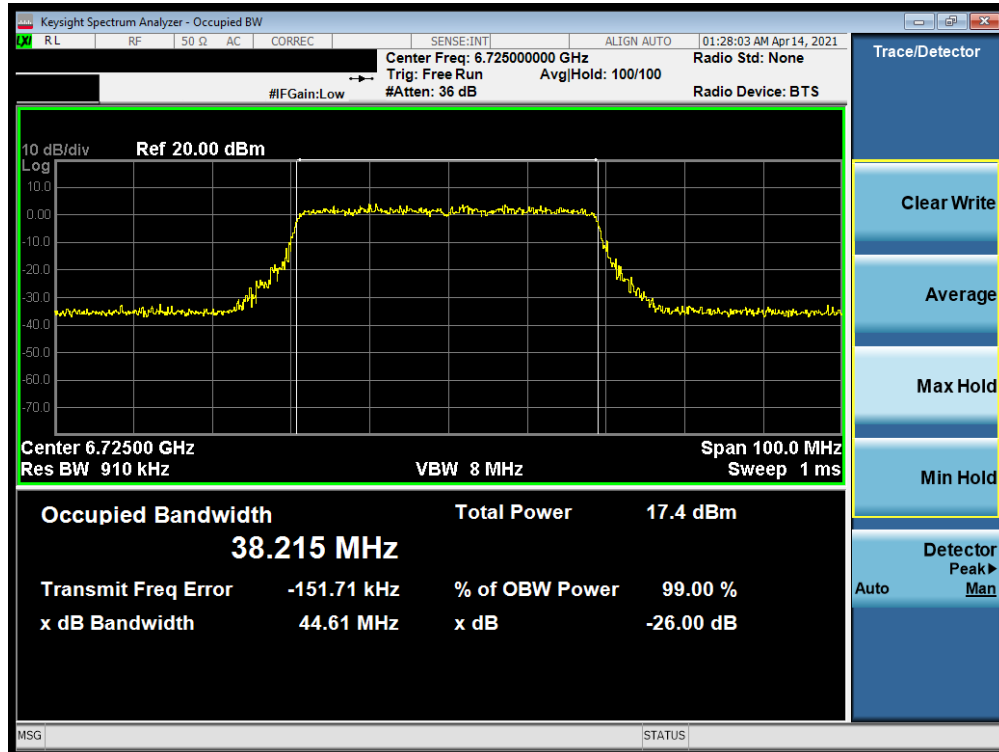 Keysight Spectrum Analyzer - Occupied BW
LXI RL RF 50 Ω AC CORREC SENSE:INT ALIGN AUTO 01:28:03 AM Apr 14, 2021
Center Freq: 6.725000000 GHz Radio Std: None
Trig: Free Run Avg|Hold: 100/100
#IFGain:Low #Atten: 36 dB Radio Device: BTS
Trace/Detector
10 dB/div Ref 20.00 dBm
Log
10.0
0.00
-10.0
-20.0
-30.0
-40.0
-50.0
-60.0
-70.0
Center 6.72500 GHz Span 100.0 MHz
Res BW 910 kHz VBW 8 MHz Sweep 1 ms
Occupied Bandwidth Total Power 17.4 dBm
38.215 MHz
Transmit Freq Error -151.71 kHz % of OBW Power 99.00 %
x dB Bandwidth 44.61 MHz x dB -26.00 dB
Clear Write
Average
Max Hold
Min Hold
Detector
Peak▶
Auto Man
MSG STATUS